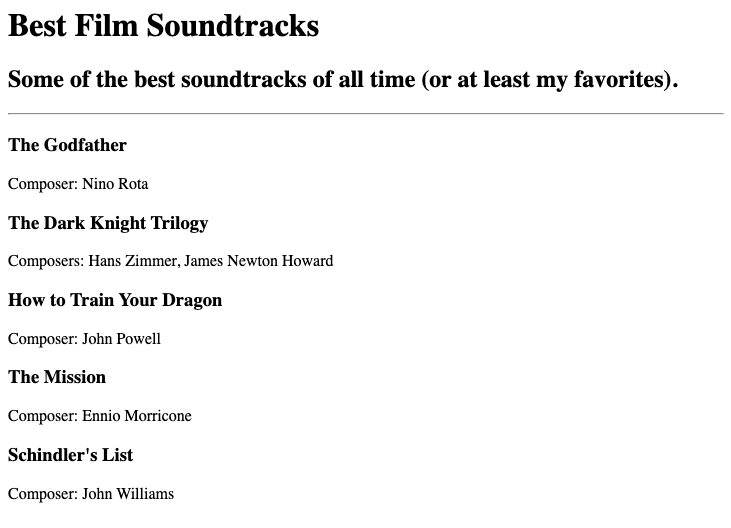 Best Film Soundtracks
Some of the best soundtracks of all time (or at least my favorites).
The Godfather
Composer: Nino Rota
The Dark Knight Trilogy
Composers: Hans Zimmer, James Newton Howard
How to Train Your Dragon
Composer: John Powell
The Mission
Composer: Ennio Morricone
Schindler's List
Composer: John Williams